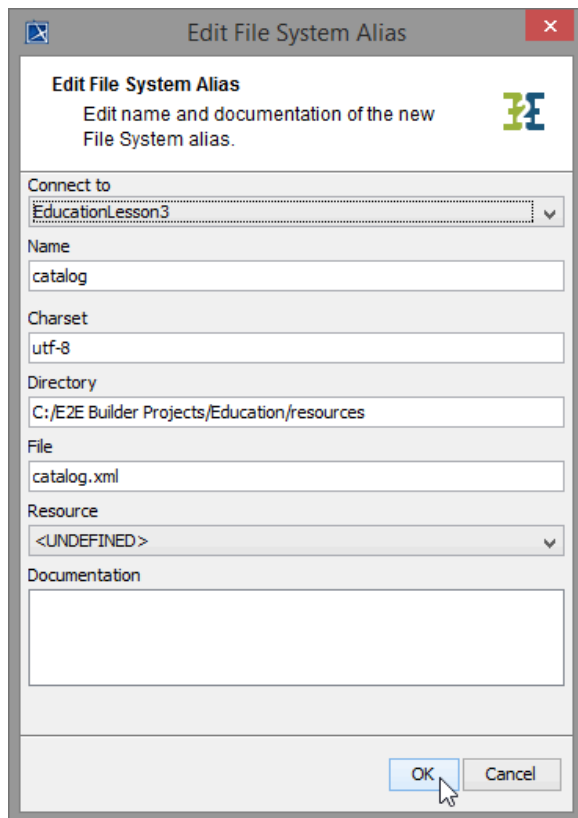 Edit File System Alias
Edit File System Alias
Edit name and documentation of the new
File System alias.
E2E
Connect to
EducationLesson3
Name
catalog
Charset
utf-8
Directory
C:/E2E Builder Projects/Education/resources
File
catalog.xml
Resource
<UNDEFINED>
Documentation
OK
Cancel